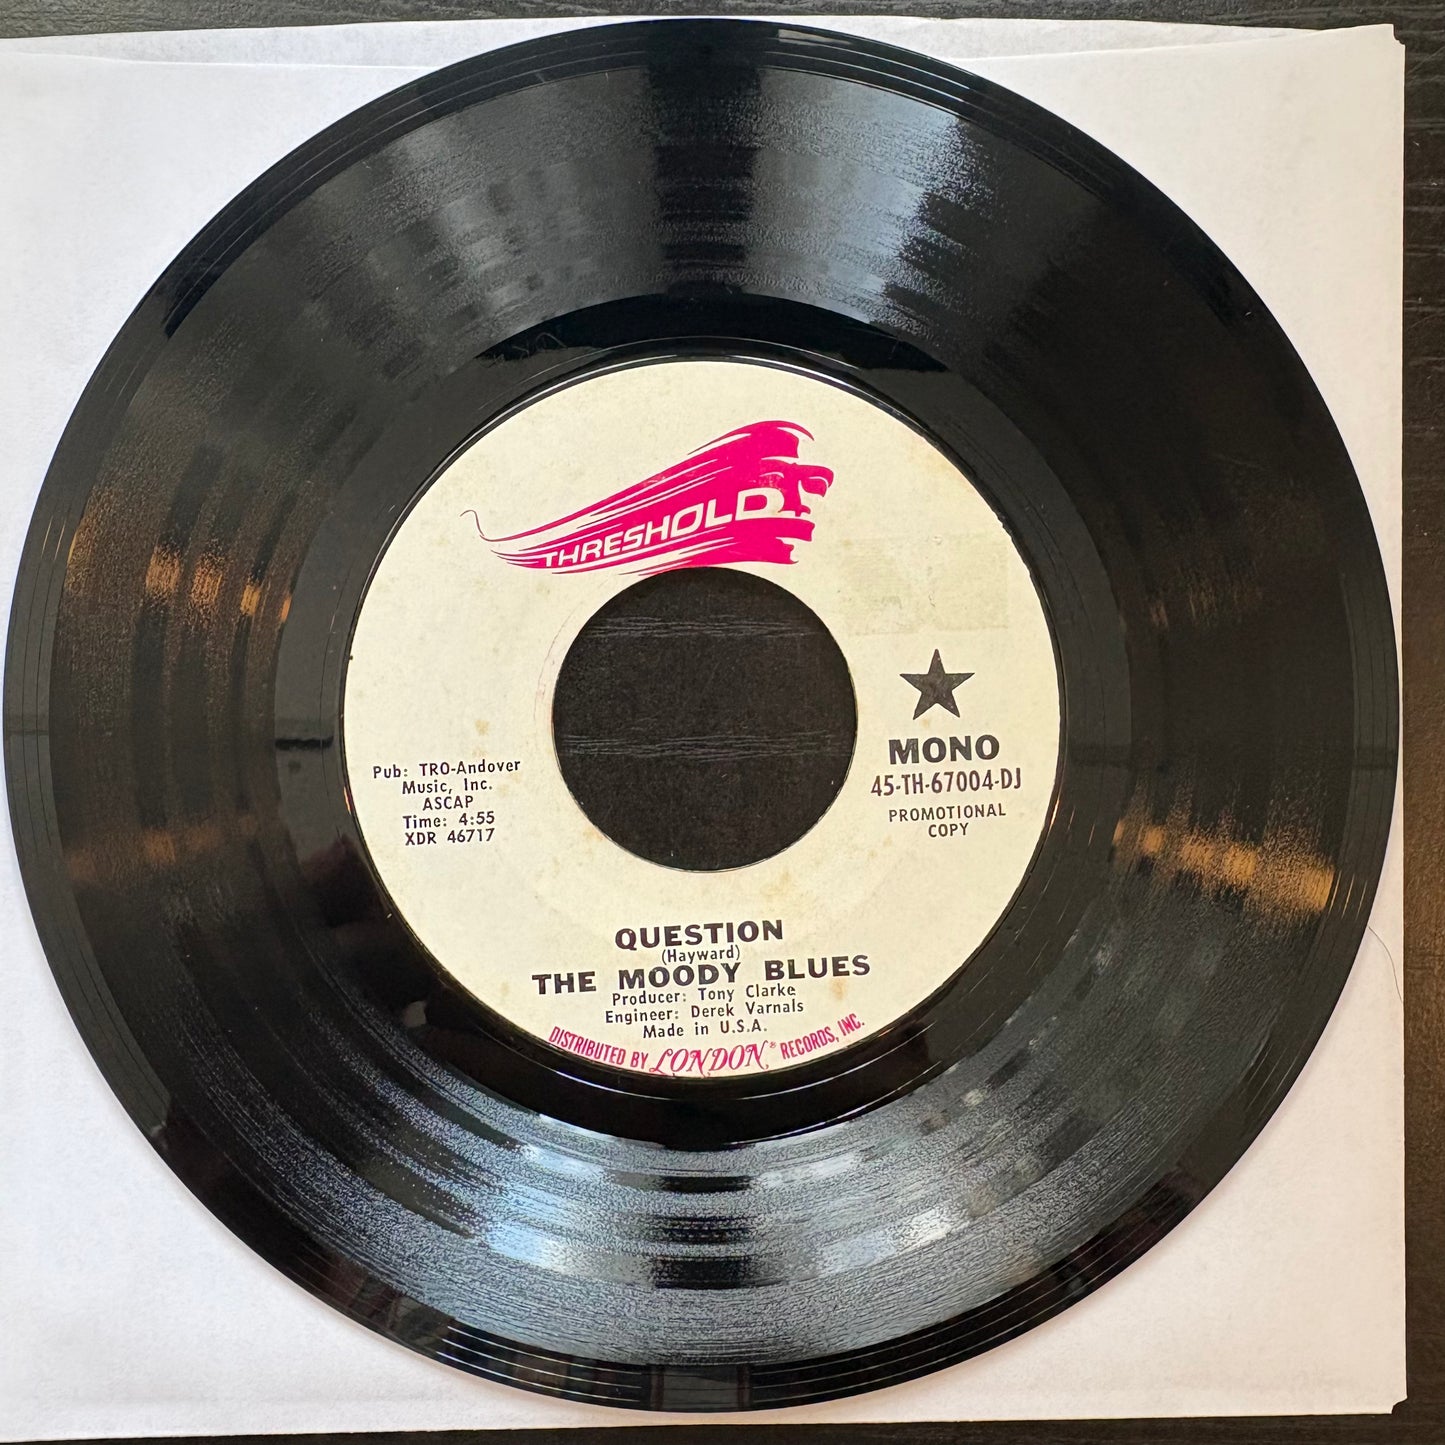 THRESHOLD
★
MONO
45-TH-67004-DJ
PROMOTIONAL
COPY
Pub: TRO-Andover
Music, Inc.
ASCAP
Time: 4:55
XDR 46717
QUESTION
(Hayward)
THE MOODY BLUES
Producer: Tony Clarke
Engineer: Derek Varnals
Made in U.S.A.
DISTRIBUTED BY LONDON® RECORDS, INC.